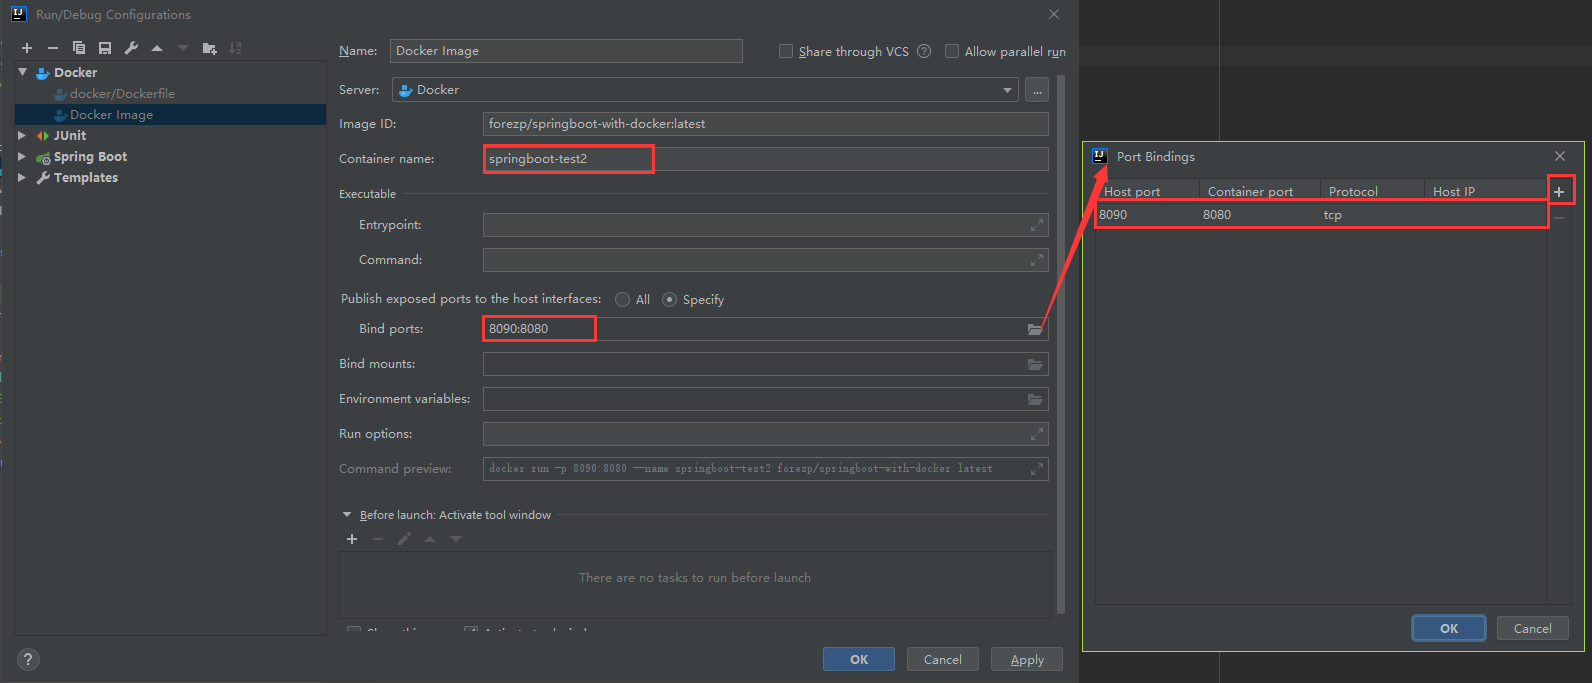 Run/Debug Configurations
Docker
docker/Dockerfile
Docker Image
JUnit
Spring Boot
Templates
Name: Docker Image
Share through VCS ?
Allow parallel run
Server: Docker ...
Image ID: forezp/springboot-with-docker:latest
Container name: springboot-test2
Executable
Entrypoint:
Command:
Publish exposed ports to the host interfaces: All Specify
Bind ports: 8090:8080
Bind mounts:
Environment variables:
Run options:
Command preview: docker run -p 8090:8080 --name springboot-test2 forezp/springboot-with-docker:latest
Before launch: Activate tool window
There are no tasks to run before launch
?
OK Cancel Apply
Port Bindings
Host port Container port Protocol Host IP
8090 8080 tcp
OK Cancel